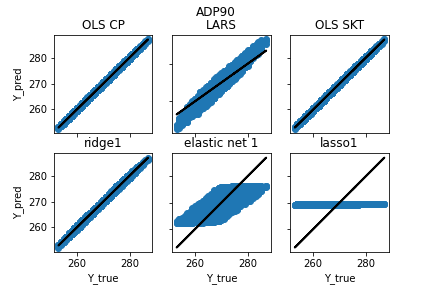 ADP90
OLS CP LARS OLS SKT
280
270
260
Y_pred
ridge1 elastic net 1 lasso1
280
270
260
Y_pred
260 280 260 280 260 280
Y_true Y_true Y_true